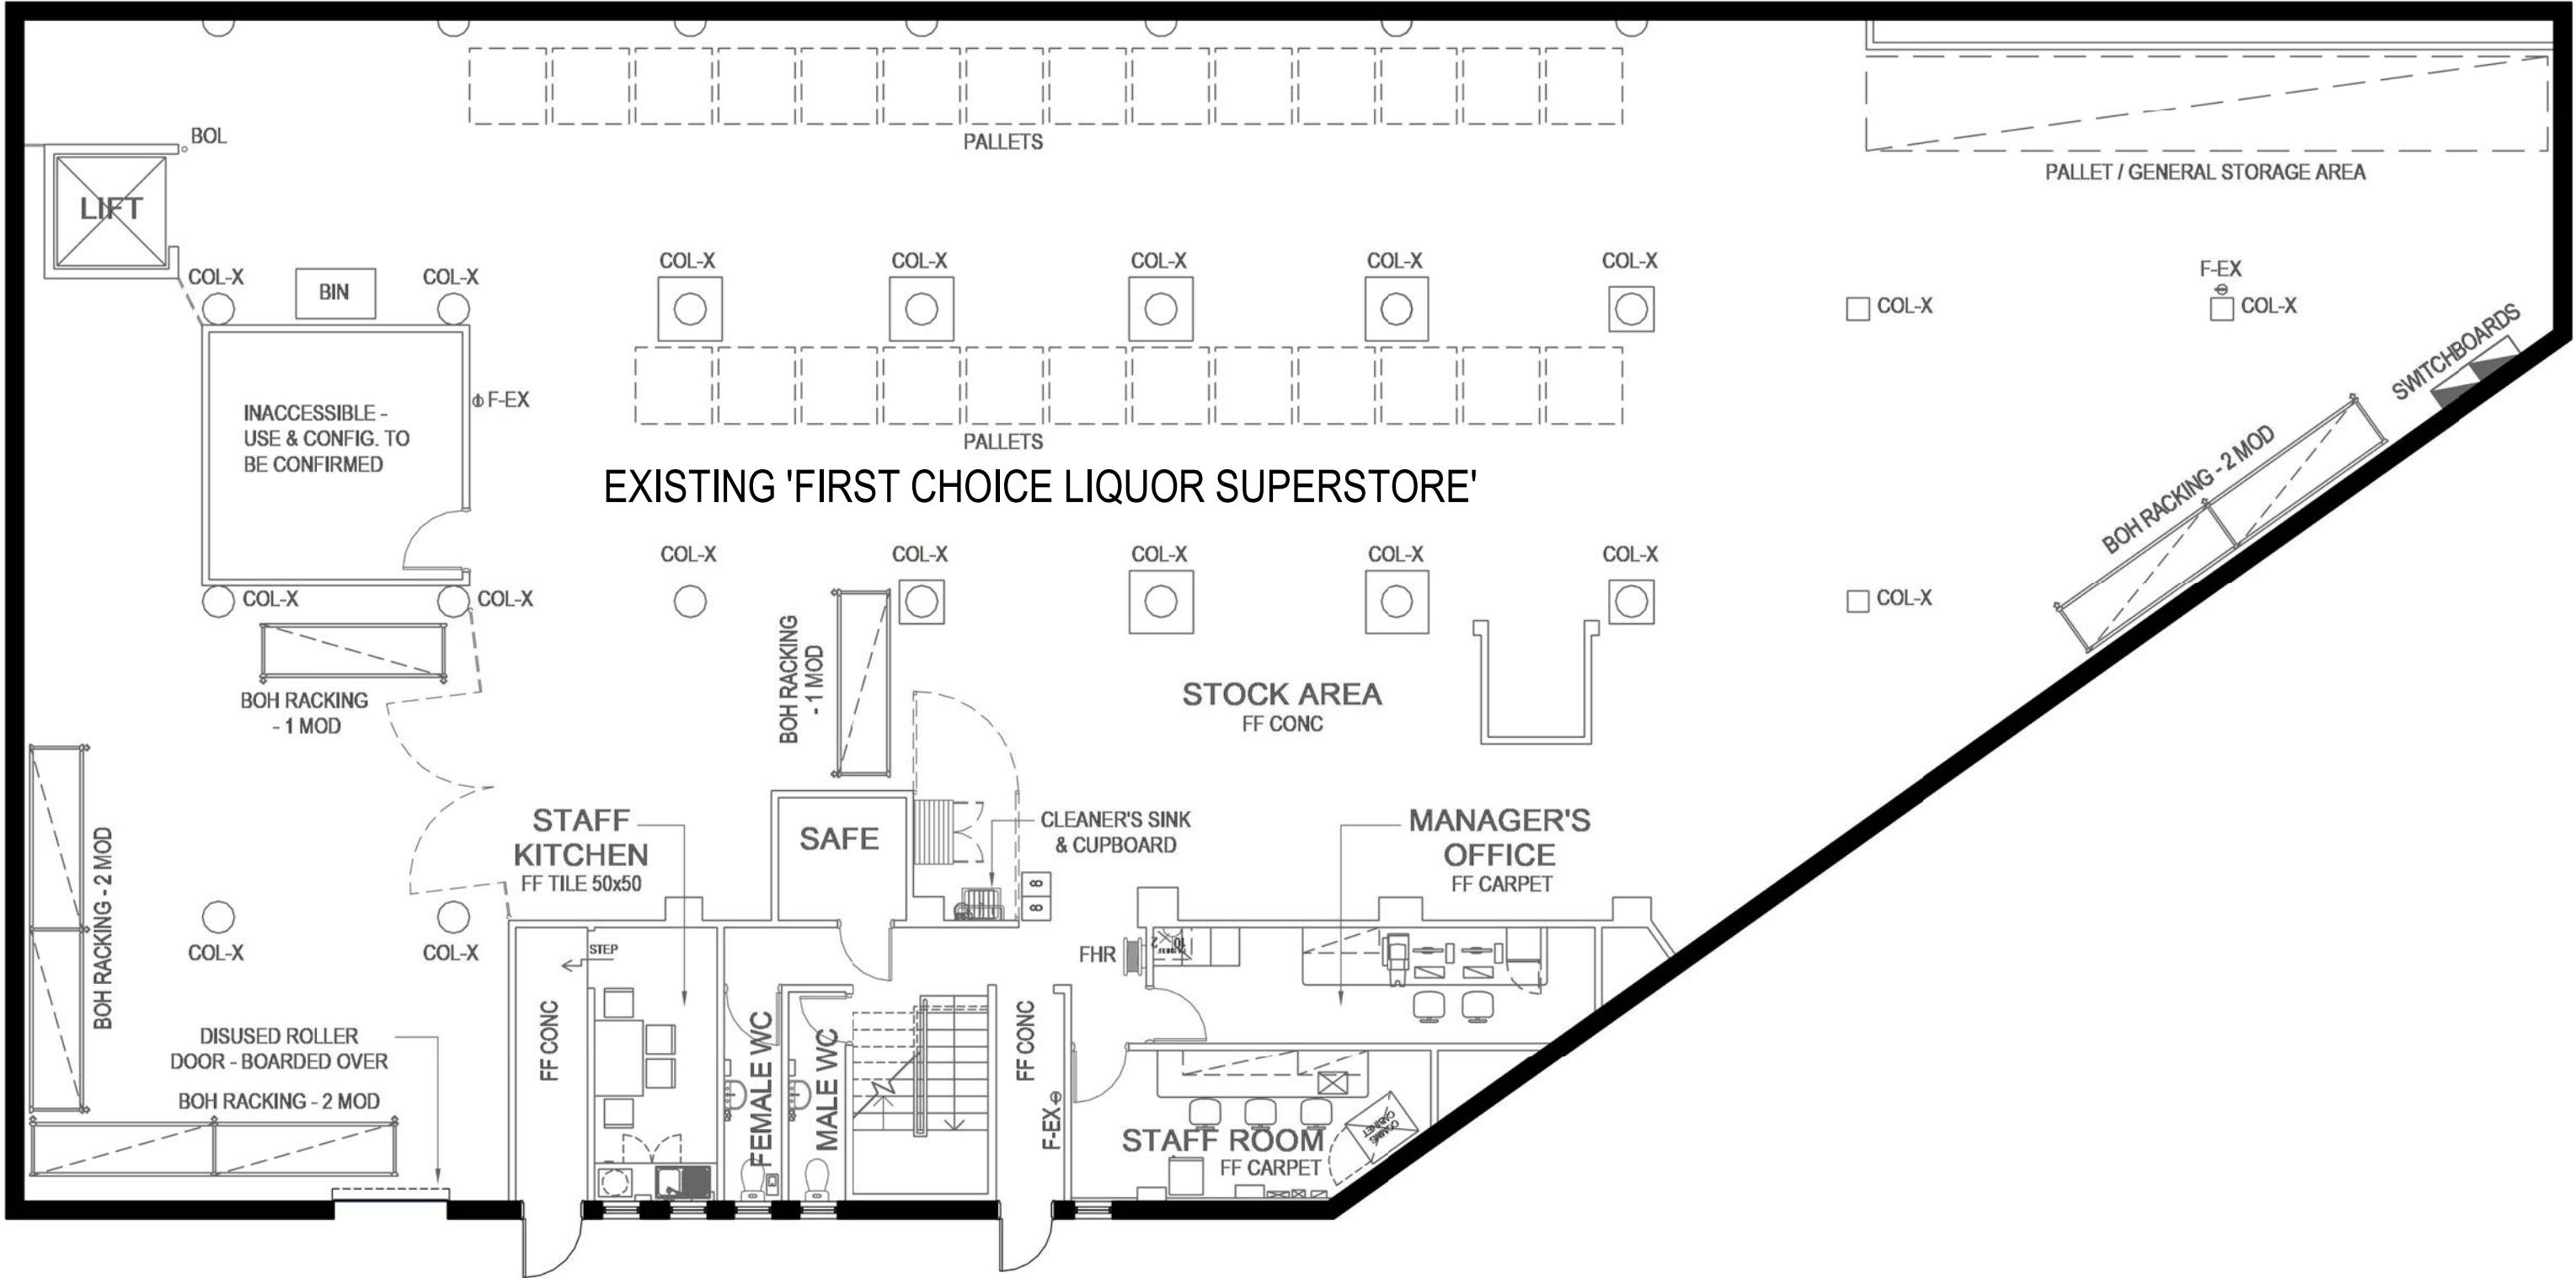 BOL
PALLETS
PALLET / GENERAL STORAGE AREA
LIFT
COL-X
BIN
COL-X
COL-X
COL-X
COL-X
COL-X
COL-X
F-EX
COL-X
COL-X
SWITCHBOARDS
INACCESSIBLE -
USE & CONFIG. TO
BE CONFIRMED
F-EX
PALLETS
BOH RACKING - 2 MOD
EXISTING 'FIRST CHOICE LIQUOR SUPERSTORE'
COL-X
COL-X
COL-X
COL-X
COL-X
COL-X
COL-X
COL-X
BOH RACKING
- 1 MOD
BOH RACKING
- 1 MOD
STOCK AREA
FF CONC
STAFF
KITCHEN
FF TILE 50x50
SAFE
CLEANER'S SINK
& CUPBOARD
MANAGER'S
OFFICE
FF CARPET
BOH RACKING - 2 MOD
COL-X
COL-X
STEP
FHR
FF CONC
FEMALE WC
MALE WC
FF CONC
F-EX
DISUSED ROLLER
DOOR - BOARDED OVER
BOH RACKING - 2 MOD
STAFF ROOM
FF CARPET
COMMS
CABINET